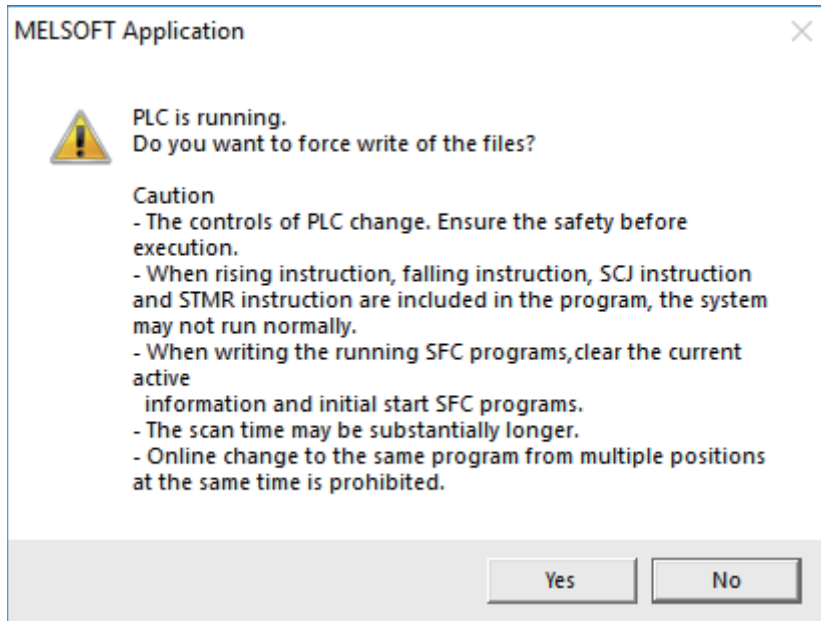 MELSOFT Application
PLC is running.
Do you want to force write of the files?
Caution
- The controls of PLC change. Ensure the safety before
execution.
- When rising instruction, falling instruction, SCJ instruction
and STMR instruction are included in the program, the system
may not run normally.
- When writing the running SFC programs,clear the current
active
information and initial start SFC programs.
- The scan time may be substantially longer.
- Online change to the same program from multiple positions
at the same time is prohibited.
Yes
No